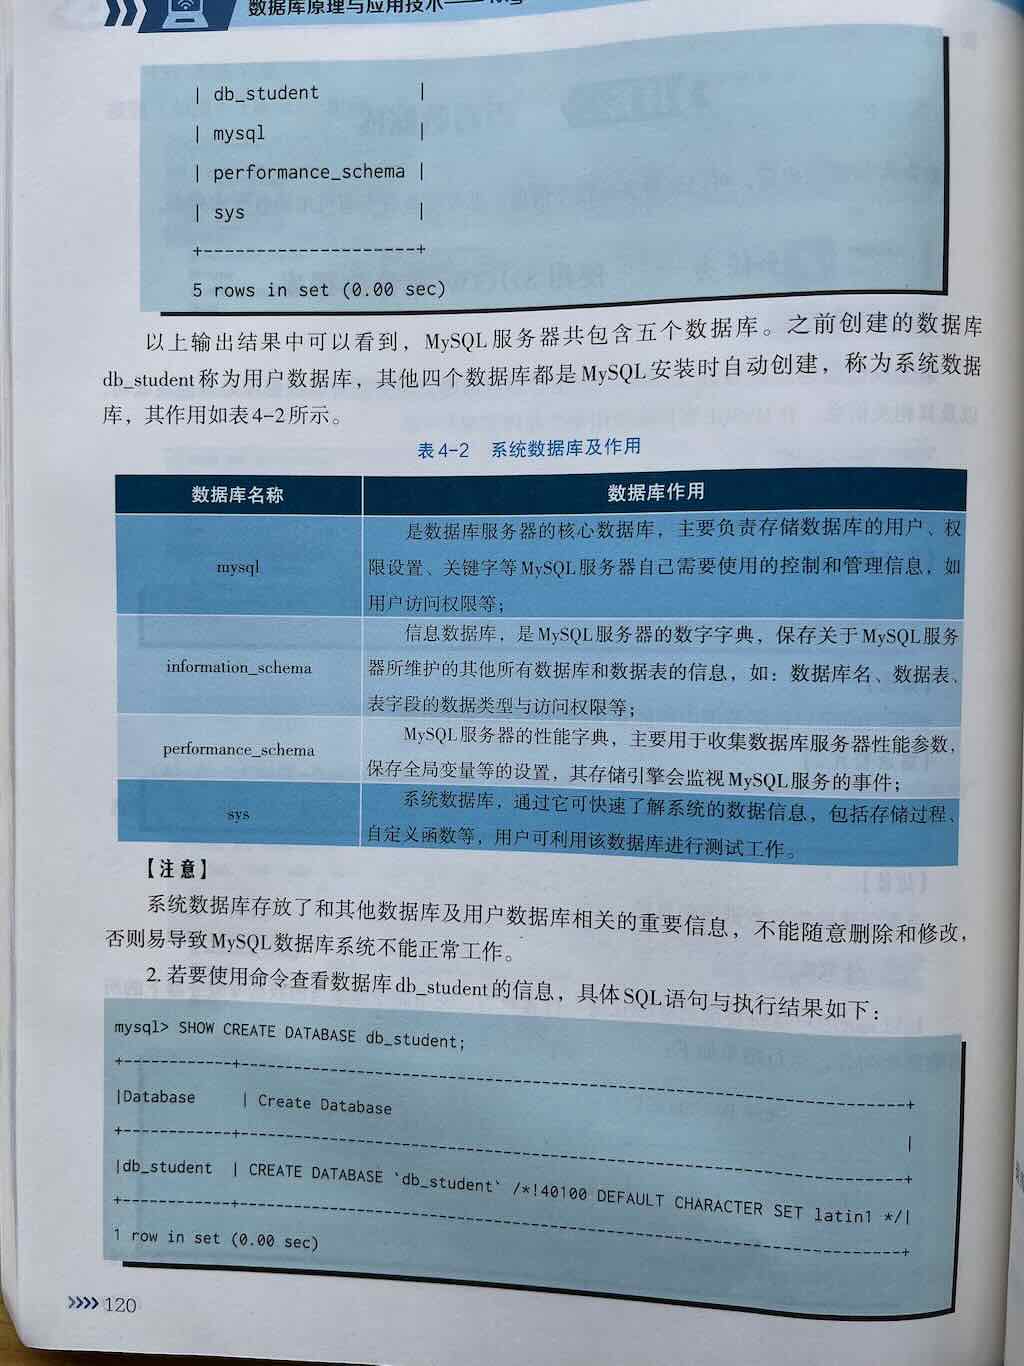 数据库原理与应用技术
| db_student         |
| mysql              |
| performance_schema |
| sys                |
+--------------------+
5 rows in set (0.00 sec)
以上输出结果中可以看到，MySQL服务器共包含五个数据库。之前创建的数据库
db_student称为用户数据库，其他四个数据库都是MySQL安装时自动创建，称为系统数据
库，其作用如表4-2所示。
表4-2 系统数据库及作用
数据库名称 数据库作用
是数据库服务器的核心数据库，主要负责存储数据库的用户、权
mysql 限设置、关键字等MySQL服务器自己需要使用的控制和管理信息，如
用户访问权限等；
信息数据库，是MySQL服务器的数字字典，保存关于MySQL服务
information_schema 器所维护的其他所有数据库和数据表的信息，如：数据库名、数据表、
表字段的数据类型与访问权限等；
MySQL服务器的性能字典，主要用于收集数据库服务器性能参数，
performance_schema 保存全局变量等的设置，其存储引擎会监视MySQL服务的事件；
系统数据库，通过它可快速了解系统的数据信息，包括存储过程、
sys 自定义函数等，用户可利用该数据库进行测试工作。
【注意】
系统数据库存放了和其他数据库及用户数据库相关的重要信息，不能随意删除和修改，
否则易导致MySQL数据库系统不能正常工作。
2. 若要使用命令查看数据库db_student的信息，具体SQL语句与执行结果如下：
mysql> SHOW CREATE DATABASE db_student;
+-----------+----------------------------------------------------------------------+
|Database | Create Database |
+-----------+----------------------------------------------------------------------+
|db_student | CREATE DATABASE `db_student` /*!40100 DEFAULT CHARACTER SET latin1 */|
+-----------+----------------------------------------------------------------------+
1 row in set (0.00 sec)
»»120